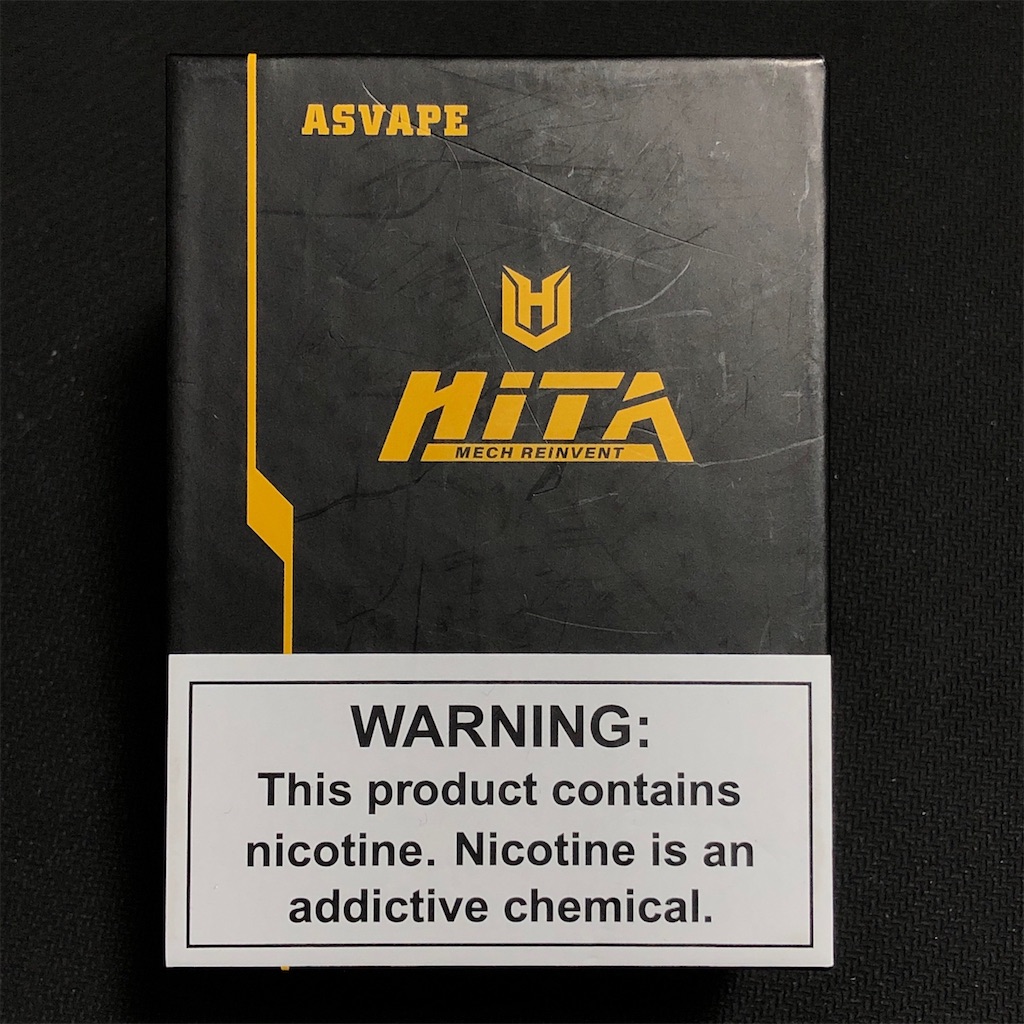 ASVAPE
H
HiTA
MECH REINVENT
WARNING:
This product contains
nicotine. Nicotine is an
addictive chemical.